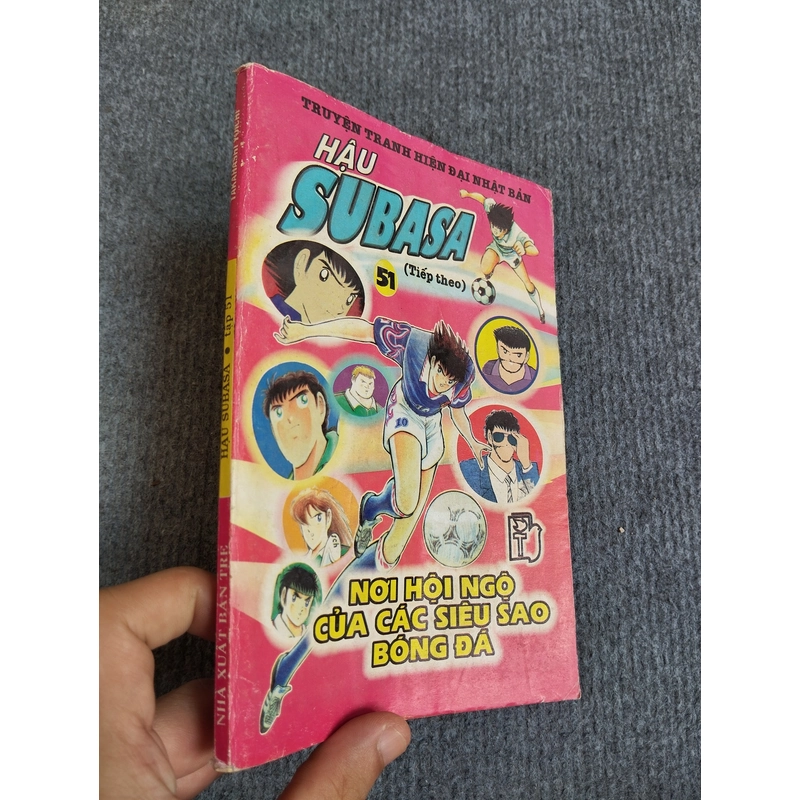 TRUYỆN TRANH HIỆN ĐẠI NHẬT BẢN
HẬU
SUBASA
51
(Tiếp theo)
10
NƠI HỘI NGỘ
CỦA CÁC SIÊU SAO
BÓNG ĐÁ
HẬU SUBASA • tập 51
NHÀ XUẤT BẢN TRẺ